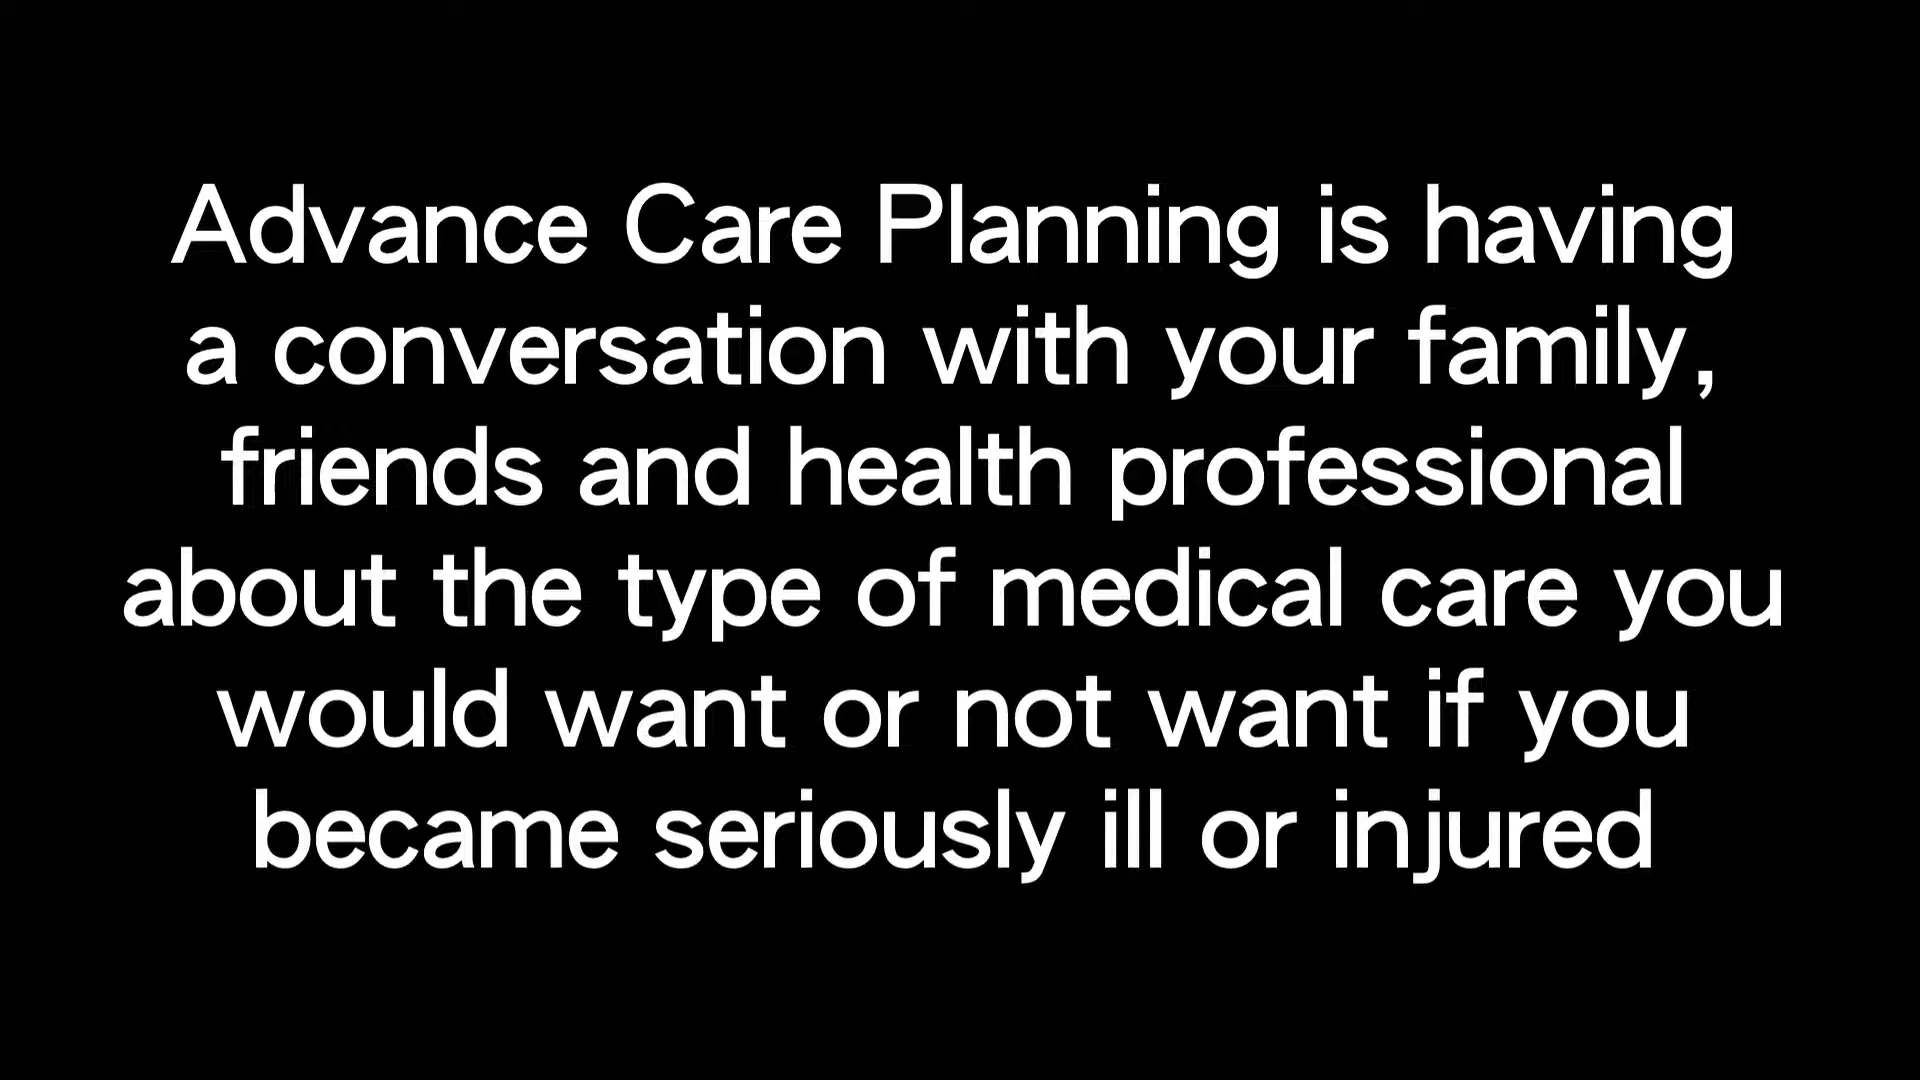 Advance Care Planning is having
a conversation with your family,
friends and health professional
about the type of medical care you
would want or not want if you
became seriously ill or injured